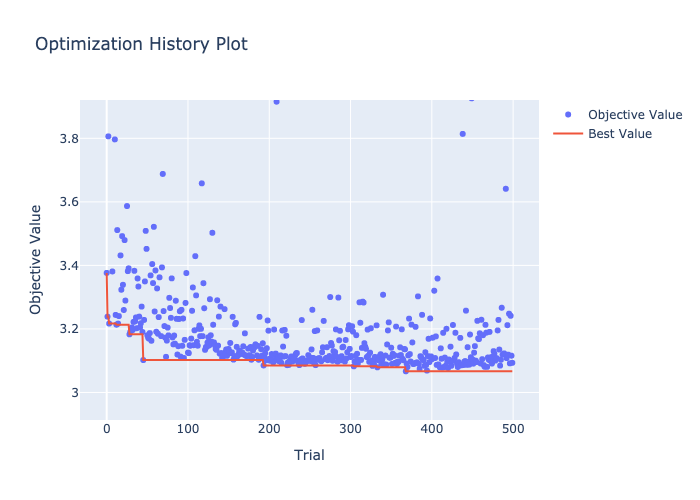 Optimization History Plot
Objective Value
Best Value
3.8
3.6
3.4
3.2
3
Objective Value
0
100
200
300
400
500
Trial